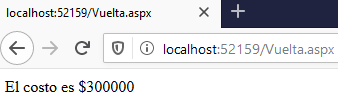 localhost:52159/Vuelta.aspx
localhost:52159/Vuelta.aspx
El costo es $300000